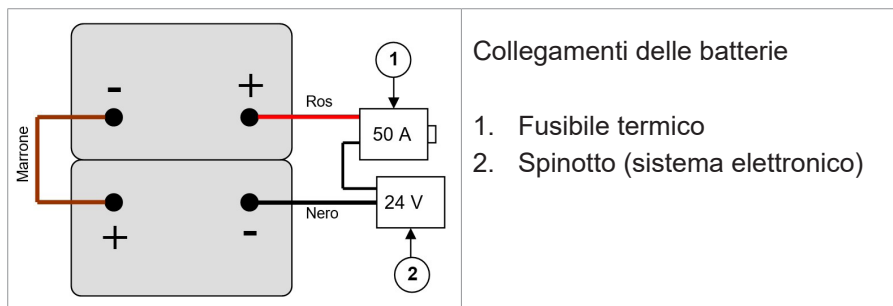 1
-
+
Ros
Marrone
50 A
24 V
Nero
+
-
2
Collegamenti delle batterie
1. Fusibile termico
2. Spinotto (sistema elettronico)